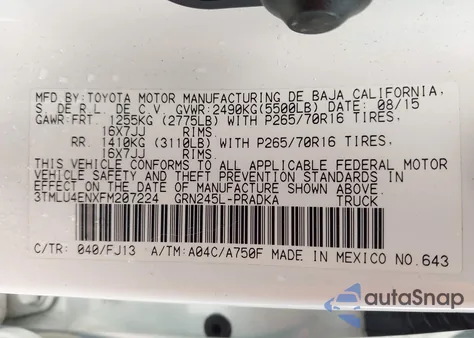 MFD.BY:TOYOTA MOTOR MANUFACTURING DE BAJA CALIFORNIA,
S DE R.L. DE C.V. GVWR:2490KG(5500LB) DATE: 08/15
GAWR:FRT 1255KG (2775LB) WITH P265/70R16 TIRES,
16X7JJ RIMS.
RR. 1410KG (3110LB) WITH P265/70R16 TIRES,
16X7JJ RIMS.
THIS VEHICLE CONFORMS TO ALL APPLICABLE FEDERAL MOTOR
VEHICLE SAFETY AND THEFT PREVENTION STANDARDS
IN EFFECT ON THE DATE OF MANUFACTURE SHOWN ABOVE.
3TMLU4ENXFM207224 GRN245L-PRADKA TRUCK
C/TR: 040/FJ13 A/TM:A04C/A750F MADE IN MEXICO NO.643
autoSnap